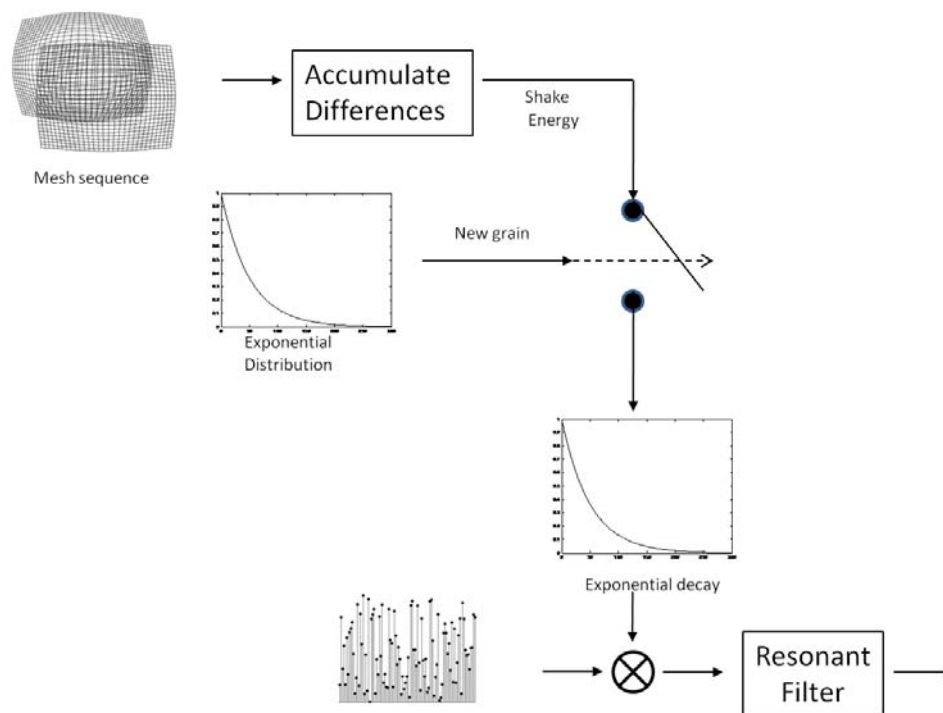 Accumulate
Differences
Shake
Energy
Mesh sequence
New grain
Exponential
Distribution
Exponential decay
Resonant
Filter